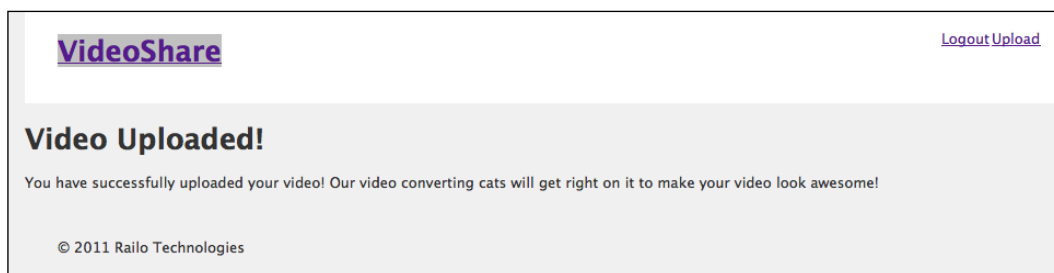 VideoShare
Logout Upload
Video Uploaded!
You have successfully uploaded your video! Our video converting cats will get right on it to make your video look awesome!
© 2011 Railo Technologies